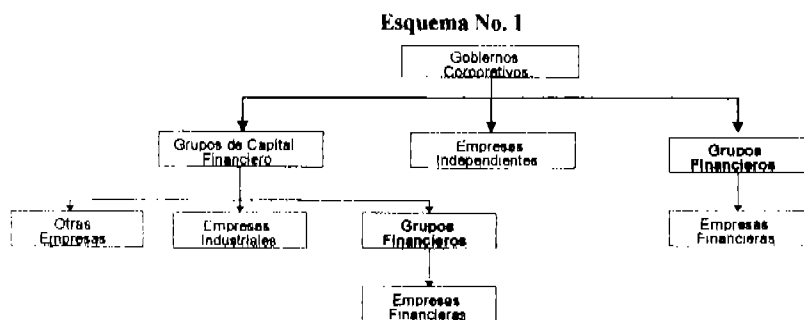 Esquema No. 1
Gobiernos
Corporativos
Grupos de Capital
Financiero
Empresas
Independientes
Grupos
Financieros
Otras
Empresas
Empresas
Industriales
Grupos
Financieros
Empresas
Financieras
Empresas
Financieras